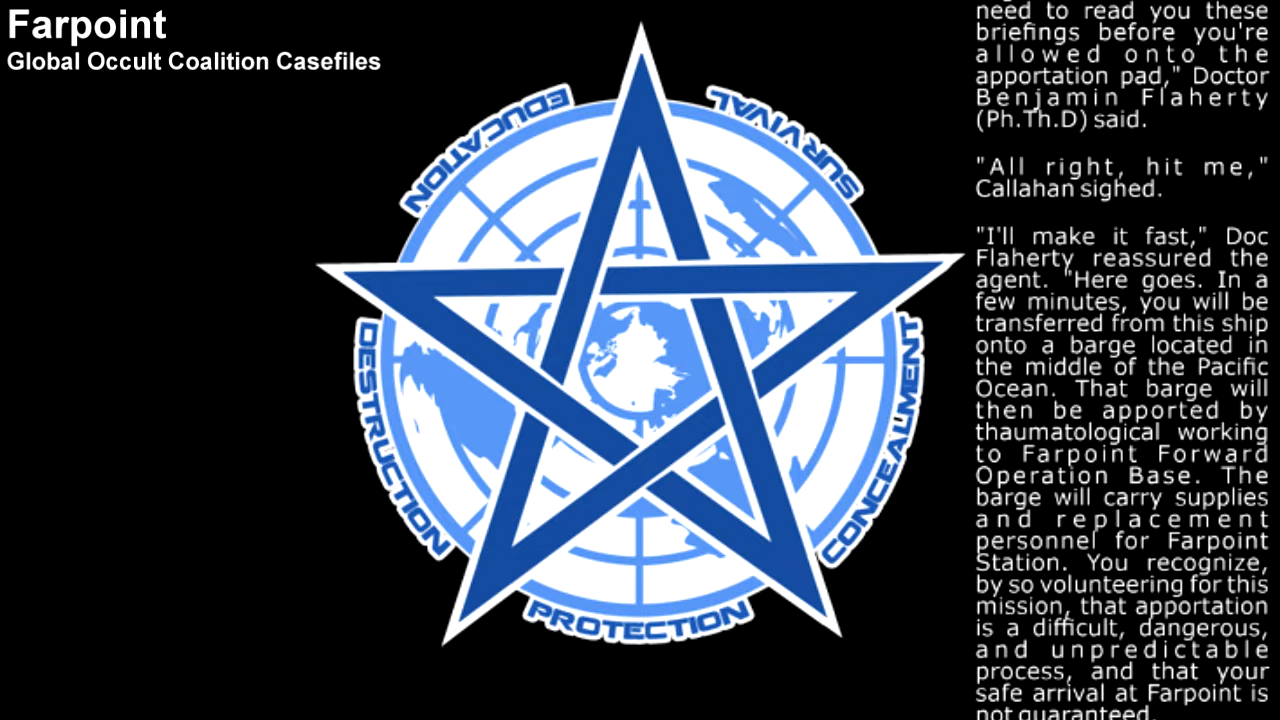 Farpoint
Global Occult Coalition Casefiles
EDUCATION
SURVIVAL
DESTRUCTION
CONCEALMENT
PROTECTION
need to read you these
briefings before you're
allowed onto the
apportation pad," Doctor
Benjamin Flaherty
(Ph.Th.D) said.
"All right, hit me,"
Callahan sighed.
"I'll make it fast," Doc
Flaherty reassured the
agent. "Here goes. In a
few minutes, you will be
transferred from this ship
onto a barge located in
the middle of the Pacific
Ocean. That barge will
then be apported by
thaumatological working
to Farpoint Forward
Operation Base. The
barge will carry supplies
and replacement
personnel for Farpoint
Station. You recognize,
by so volunteering for this
mission, that apportation
is a difficult, dangerous,
and unpredictable
process, and that your
safe arrival at Farpoint is
not guaranteed.